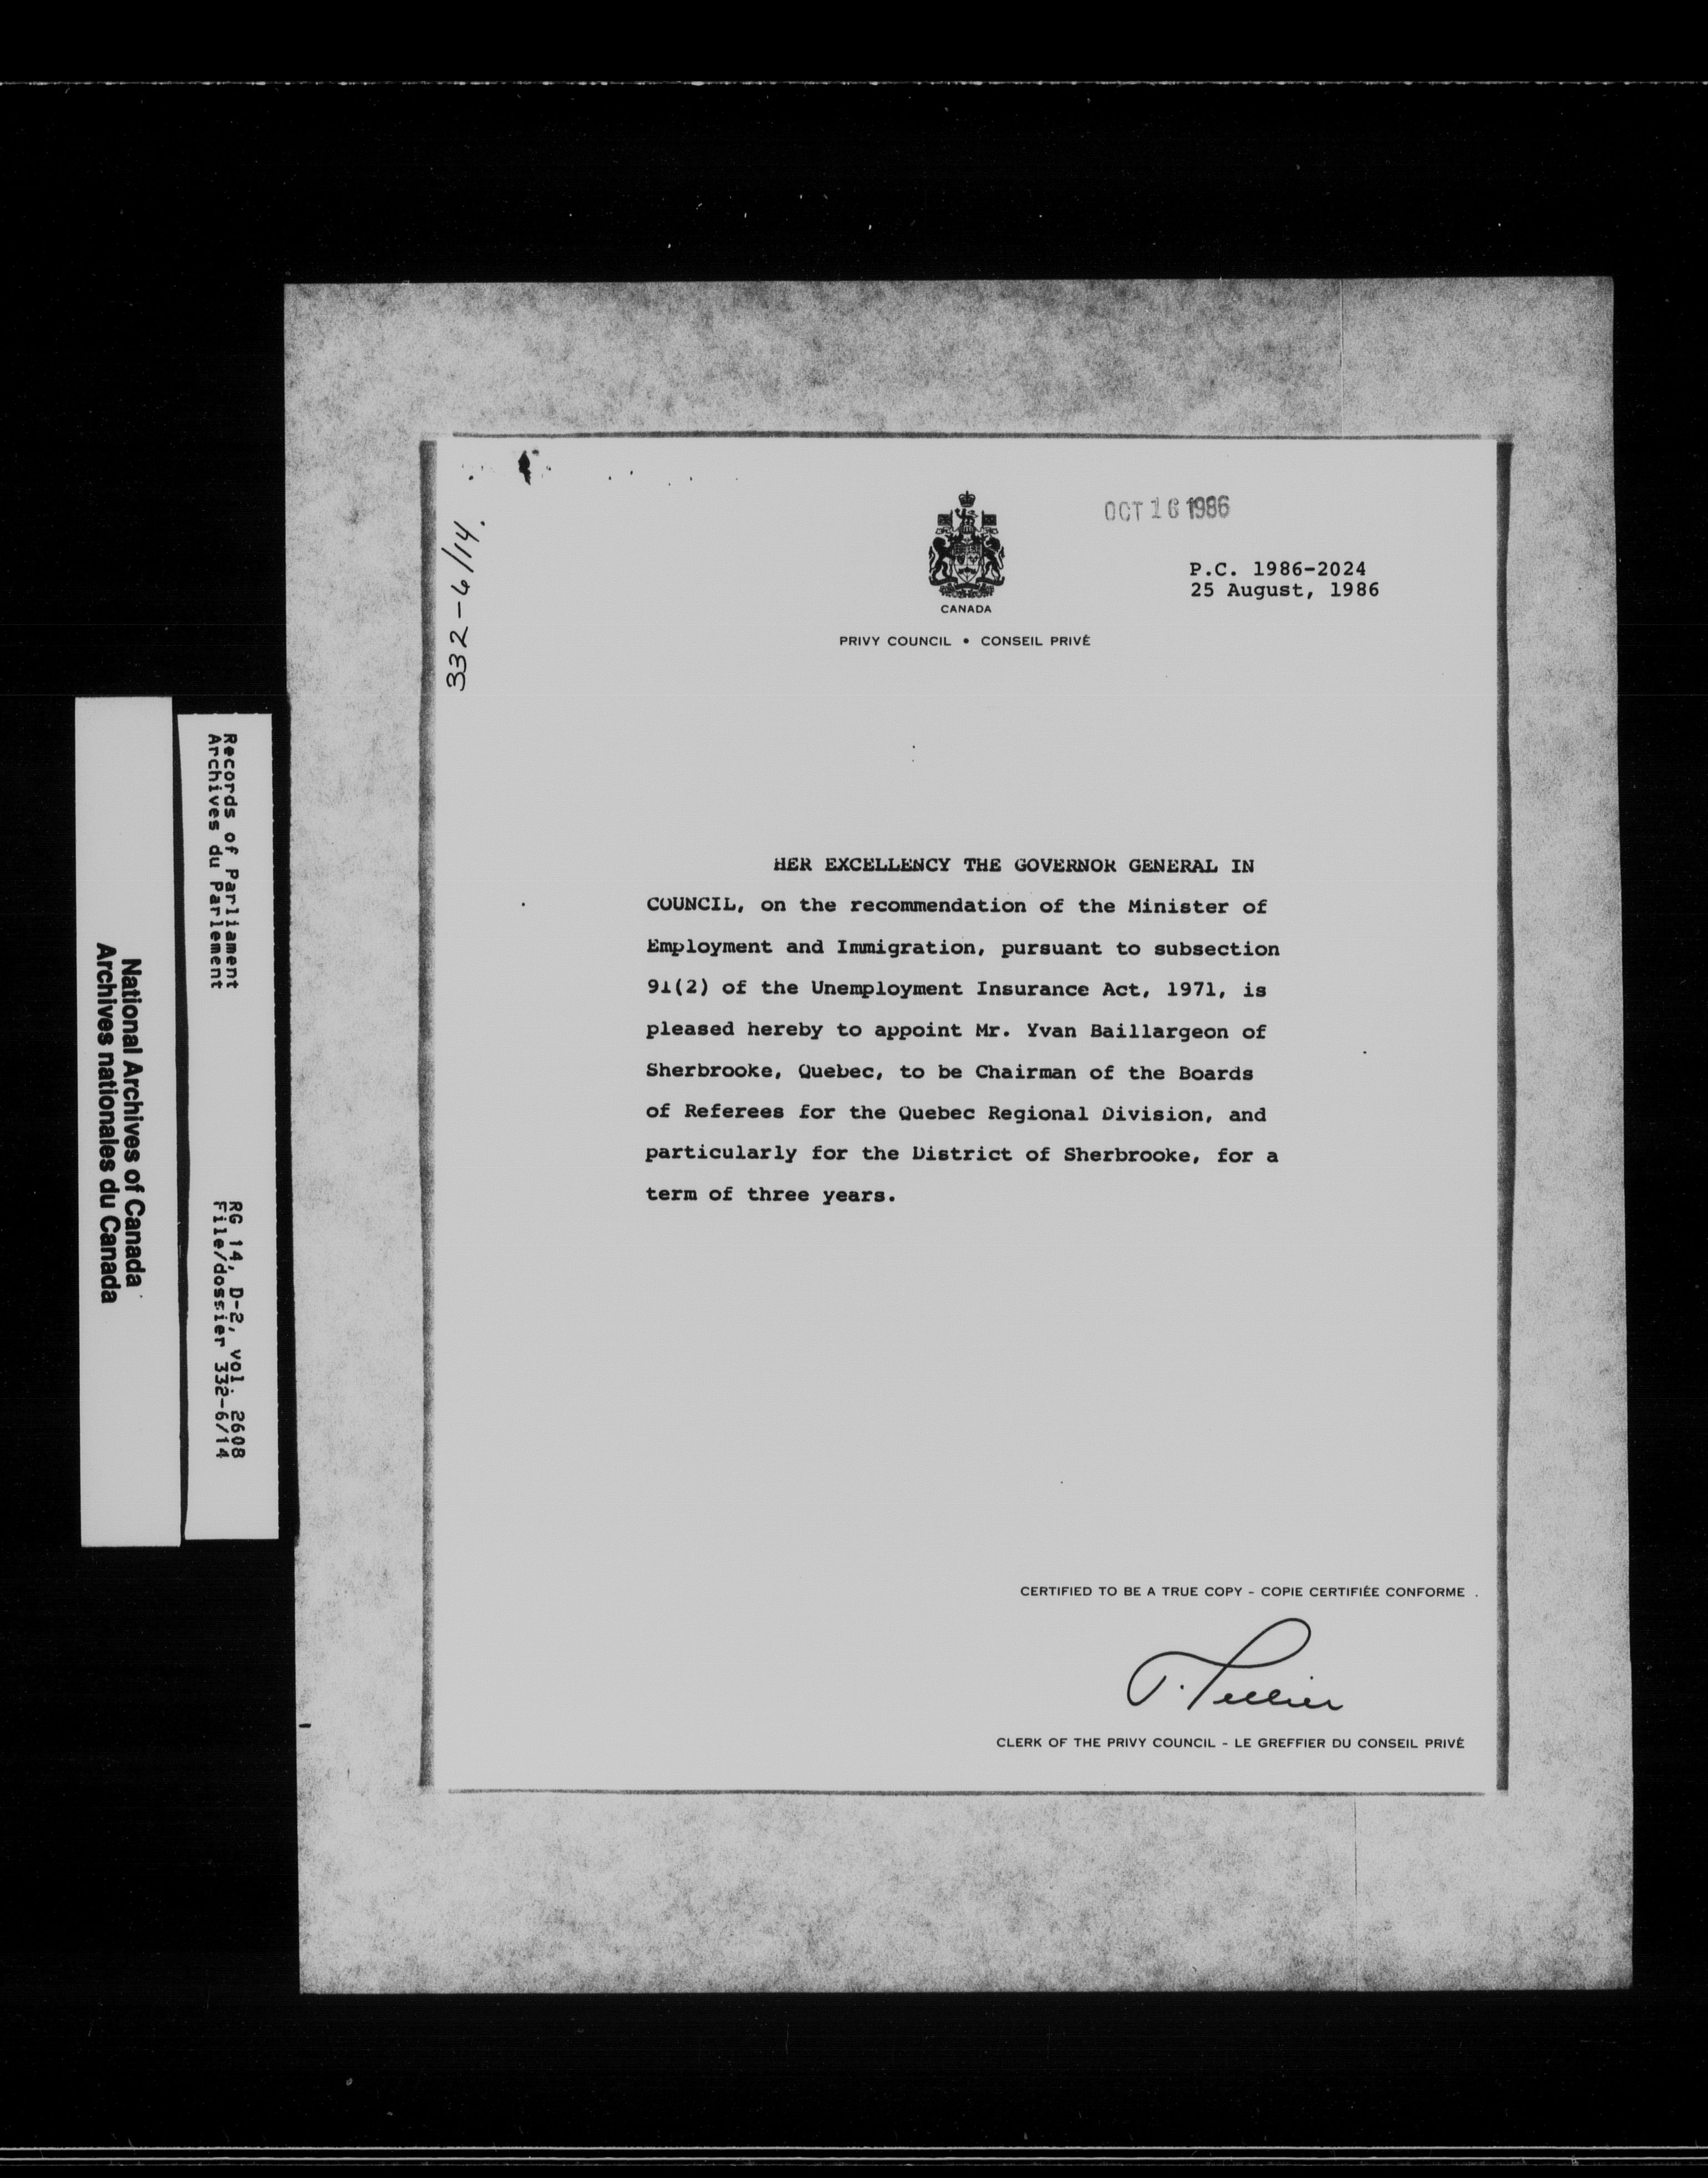 OCT 16 1986
P.C. 1986-2024
25 August, 1986
CANADA
PRIVY COUNCIL • CONSEIL PRIVÉ
332-6/14.
HER EXCELLENCY THE GOVERNOR GENERAL IN
COUNCIL, on the recommendation of the Minister of
Employment and Immigration, pursuant to subsection
91(2) of the Unemployment Insurance Act, 1971, is
pleased hereby to appoint Mr. Yvan Baillargeon of
Sherbrooke, Quebec, to be Chairman of the Boards
of Referees for the Quebec Regional Division, and
particularly for the District of Sherbrooke, for a
term of three years.
CERTIFIED TO BE A TRUE COPY - COPIE CERTIFIÉE CONFORME
P. Tellier
CLERK OF THE PRIVY COUNCIL - LE GREFFIER DU CONSEIL PRIVÉ
Records of Parliament
Archives du Parlement
RG 14, D-2, vol. 2608
File/dossier 332-6/14
National Archives of Canada
Archives nationales du Canada